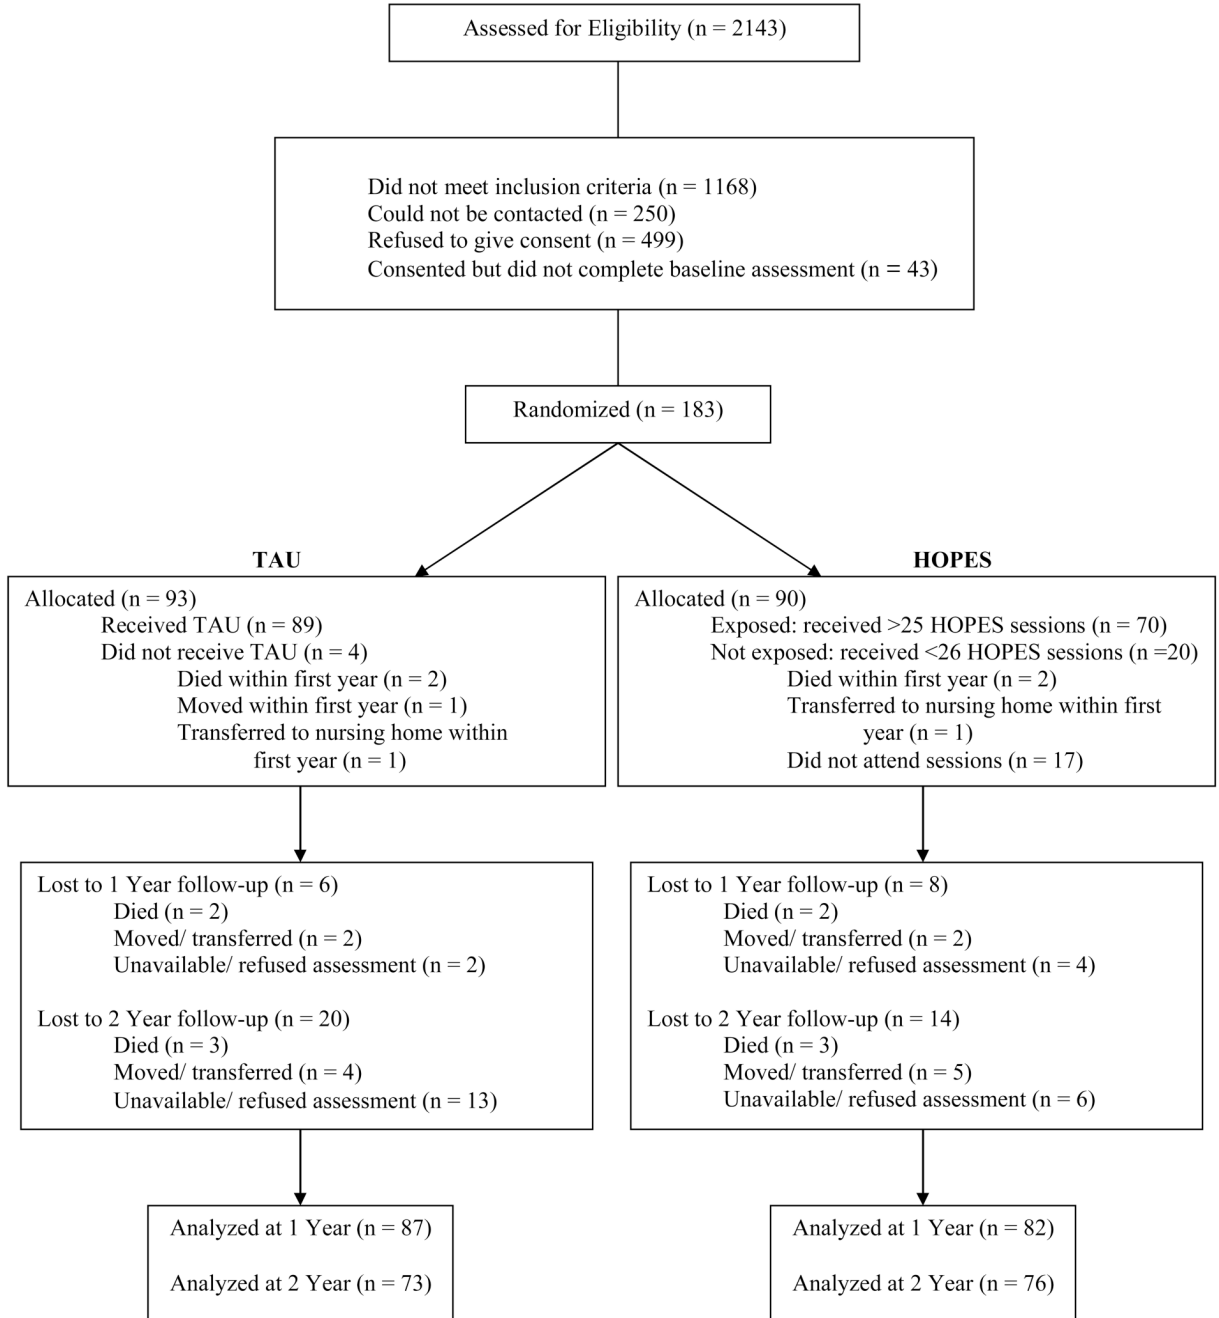 Assessed for Eligibility (n = 2143)
Did not meet inclusion criteria (n = 1168)
Could not be contacted (n = 250)
Refused to give consent (n = 499)
Consented but did not complete baseline assessment (n = 43)
Randomized (n = 183)
TAU
Allocated (n = 93)
Received TAU (n = 89)
Did not receive TAU (n = 4)
Died within first year (n = 2)
Moved within first year (n = 1)
Transferred to nursing home within
first year (n = 1)
HOPES
Allocated (n = 90)
Exposed: received >25 HOPES sessions (n = 70)
Not exposed: received <26 HOPES sessions (n =20)
Died within first year (n = 2)
Transferred to nursing home within first
year (n = 1)
Did not attend sessions (n = 17)
Lost to 1 Year follow-up (n = 6)
Died (n = 2)
Moved/ transferred (n = 2)
Unavailable/ refused assessment (n = 2)
Lost to 2 Year follow-up (n = 20)
Died (n = 3)
Moved/ transferred (n = 4)
Unavailable/ refused assessment (n = 13)
Lost to 1 Year follow-up (n = 8)
Died (n = 2)
Moved/ transferred (n = 2)
Unavailable/ refused assessment (n = 4)
Lost to 2 Year follow-up (n = 14)
Died (n = 3)
Moved/ transferred (n = 5)
Unavailable/ refused assessment (n = 6)
Analyzed at 1 Year (n = 87)
Analyzed at 2 Year (n = 73)
Analyzed at 1 Year (n = 82)
Analyzed at 2 Year (n = 76)